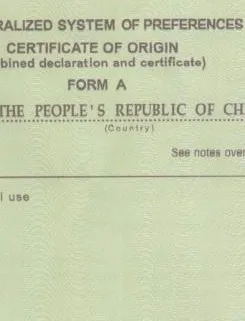 RALIZED SYSTEM OF PREFERENCES
CERTIFICATE OF ORIGIN
bined declaration and certificate)
FORM A
THE PEOPLE'S REPUBLIC OF CH
(Country)
See notes over
l use